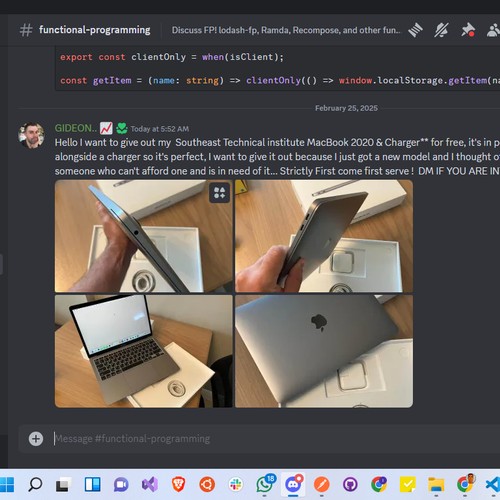 # functional-programming Discuss FP! lodash-fp, Ramda, Recompose, and other fun...
export const clientOnly = when(isClient);
const getItem = (name: string) => clientOnly(() => window.localStorage.getItem(na
February 25, 2025
GIDEON.. Today at 5:52 AM
Hello I want to give out my Southeast Technical institute MacBook 2020 & Charger** for free, it's in p
alongside a charger so it's perfect, I want to give it out because I just got a new model and I thought o
someone who can't afford one and is in need of it... Strictly First come first serve ! DM IF YOU ARE IN
Message #functional-programming
18